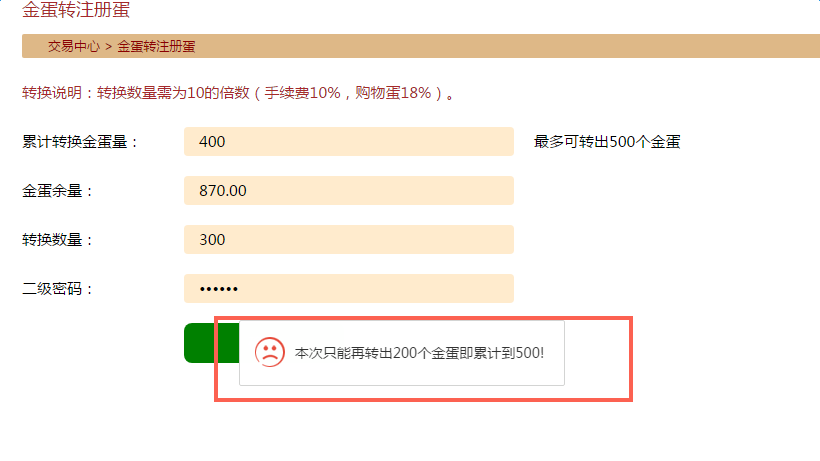 金蛋转注册蛋
交易中心 > 金蛋转注册蛋
转换说明：转换数量需为10的倍数（手续费10%，购物蛋18%）。
累计转换金蛋量： 400 最多可转出500个金蛋
金蛋余量： 870.00
转换数量： 300
二级密码： ••••••
本次只能再转出200个金蛋即累计到500!